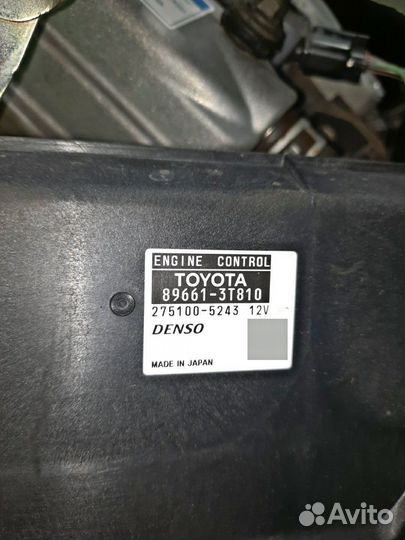 ENGINE CONTROL
TOYOTA
89661-3T810
275100-5243 12V
DENSO
MADE IN JAPAN
Avito